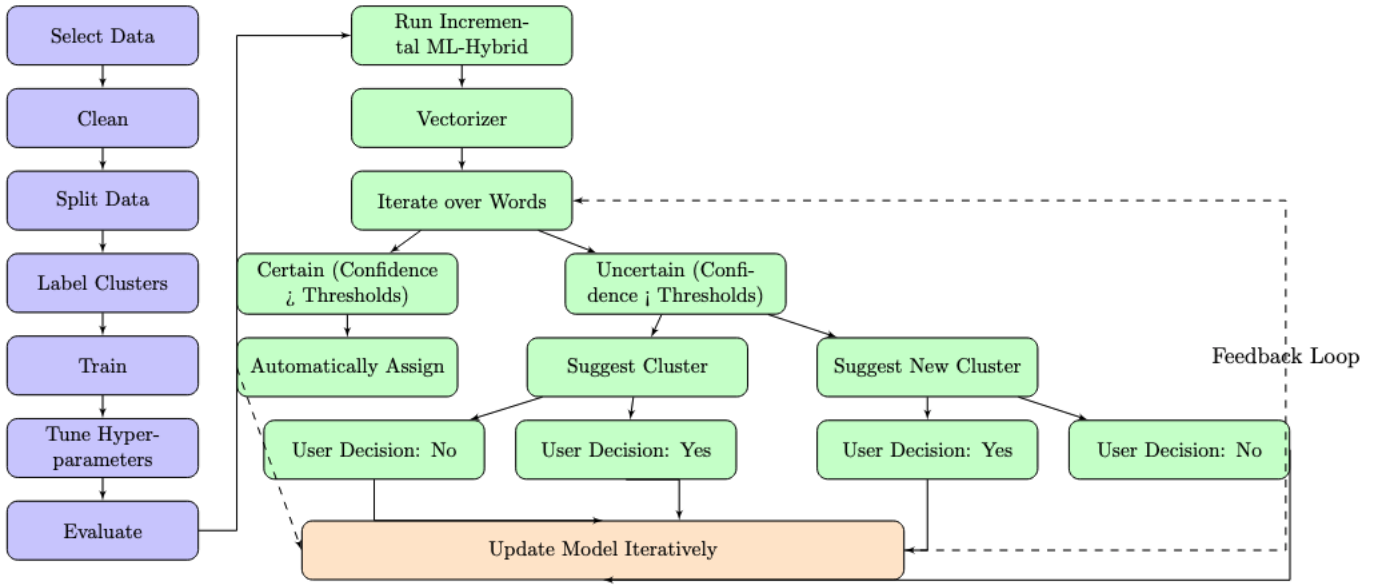 Select Data
Clean
Split Data
Label Clusters
Train
Tune Hyper-
parameters
Evaluate
Run Incremen-
tal ML-Hybrid
Vectorizer
Iterate over Words
Certain (Confidence
¿ Thresholds)
Uncertain (Confi-
dence ¡ Thresholds)
Automatically Assign
Suggest Cluster
Suggest New Cluster
Feedback Loop
User Decision: No
User Decision: Yes
User Decision: Yes
User Decision: No
Update Model Iteratively